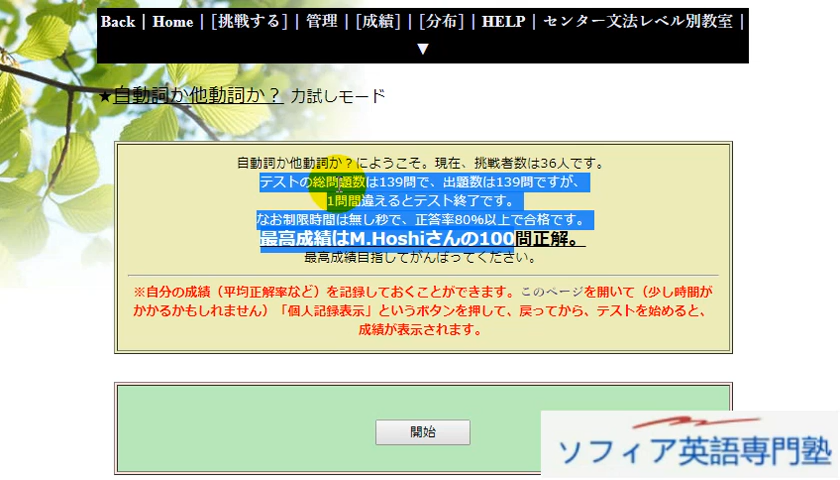 Back | Home | [挑戦する] | 管理 | [成績] | [分布] | HELP | センター文法レベル別教室 |
▼
★自動詞か他動詞か？ 力試しモード
自動詞か他動詞か？にようこそ。現在、挑戦者数は36人です。
テストの総問題数は139問で、出題数は139問ですが、
1問間違えるとテスト終了です。
なお制限時間は無し秒で、正答率80%以上で合格です。
最高成績はM.Hoshiさんの100問正解。
最高成績目指してがんばってください。
※自分の成績（平均正解率など）を記録しておくことができます。このページを開いて（少し時間が
かかるかもしれません）「個人記録表示」というボタンを押して、戻ってから、テストを始めると、
成績が表示されます。
開始
ソフィア英語専門塾